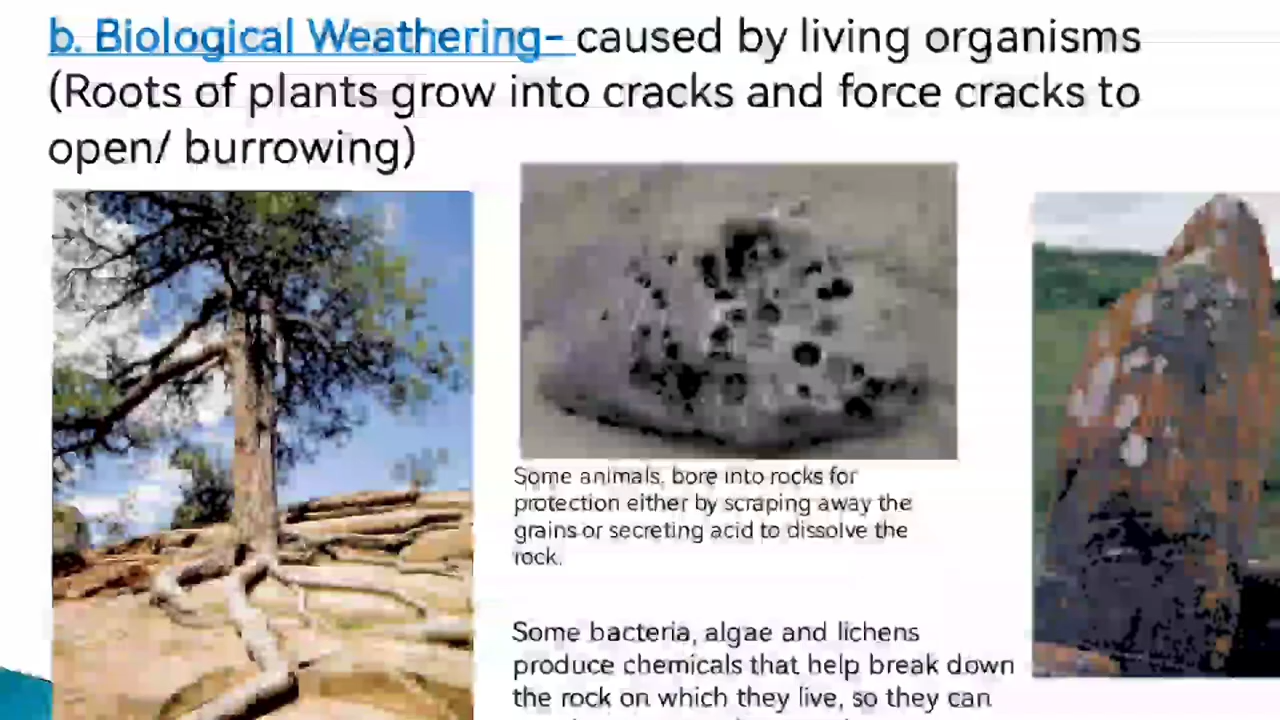 b. Biological Weathering- caused by living organisms
(Roots of plants grow into cracks and force cracks to
open/ burrowing)
Some animals, bore into rocks for
protection either by scraping away the
grains or secreting acid to dissolve the
rock.
Some bacteria, algae and lichens
produce chemicals that help break down
the rock on which they live, so they can